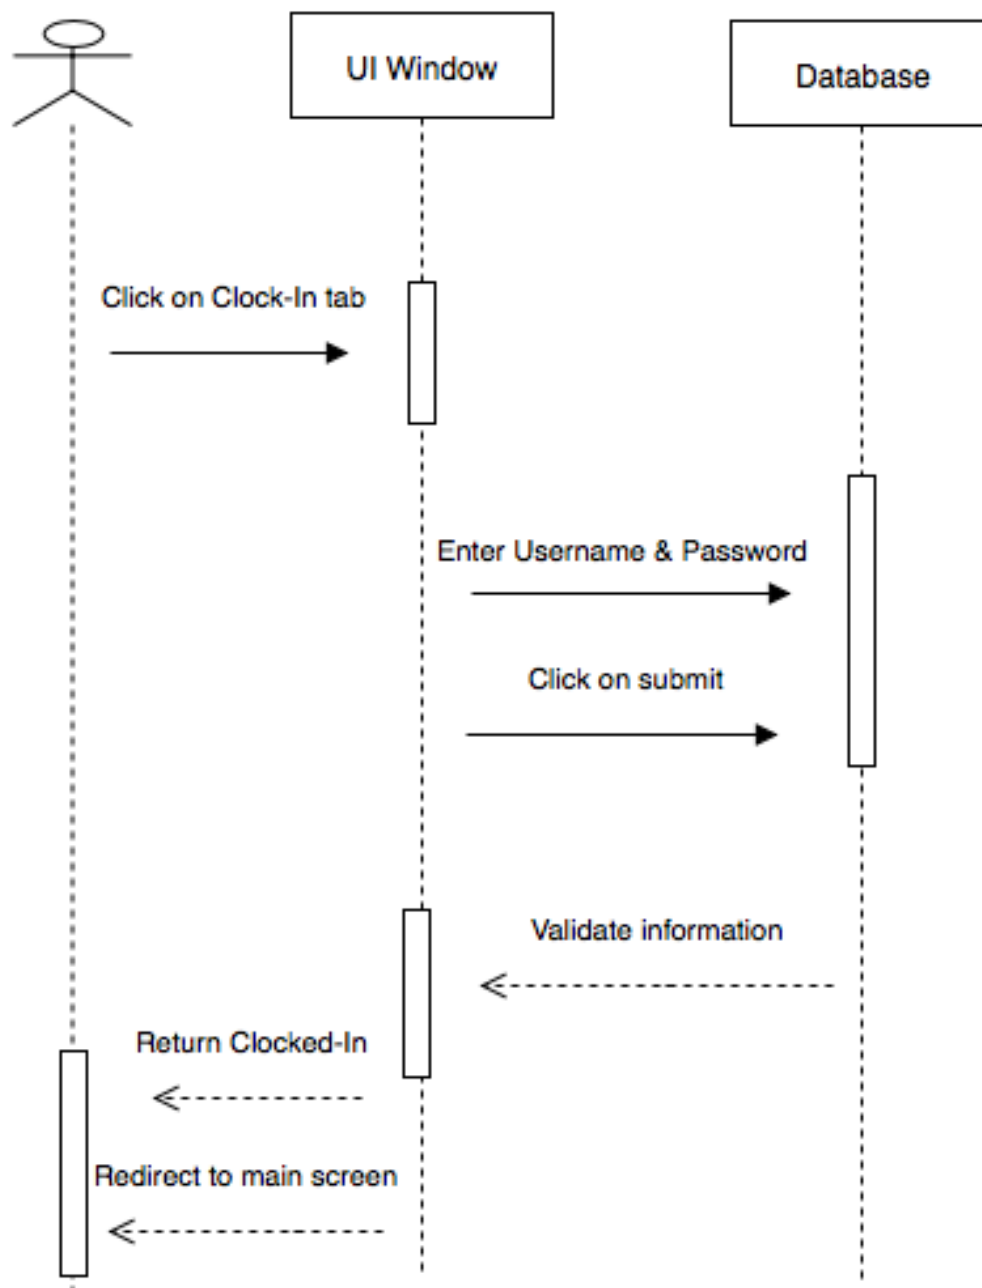 UI Window
Database
Click on Clock-In tab
Enter Username & Password
Click on submit
Validate information
Return Clocked-In
Redirect to main screen